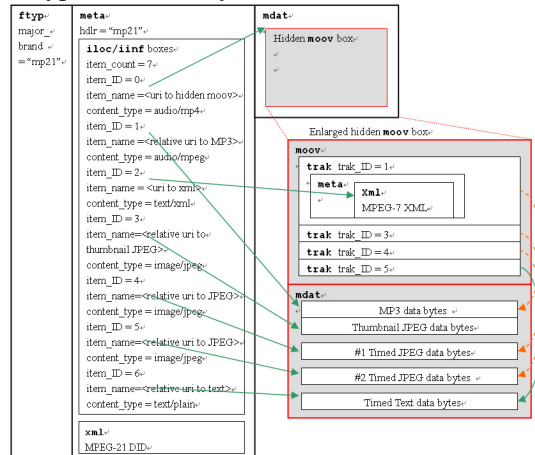 ftyp
major_
brand
= "mp21"
meta
hdlr = "mp21"
iloc/iinf boxes
item_count = 7
item_ID = 0
item_name =<uri to hidden moov>
content_type = audio/mp4
item_ID = 1
item_name =<relative uri to MP3>
content_type = audio/mpeg
item_ID = 2
item_name = <uri to xml>
content_type = text/xml
item_ID = 3
item_name=<relative uri to
thumbnail JPEG>
content_type = image/jpeg
item_ID = 4
item_name=<relative uri to JPEG>
content_type = image/jpeg
item_ID = 5
item_name=<relative uri to JPEG>
content_type = image/jpeg
item_ID = 6
item_name=<relative uri to text>
content_type = text/plain
xml
MPEG-21 DID
mdat
Hidden moov box
Enlarged hidden moov box
moov
trak trak_ID = 1
meta
Xml
MPEG-7 XML
trak trak_ID = 3
trak trak_ID = 4
trak trak_ID = 5
mdat
MP3 data bytes
Thumbnail JPEG data bytes
#1 Timed JPEG data bytes
#2 Timed JPEG data bytes
Timed Text data bytes